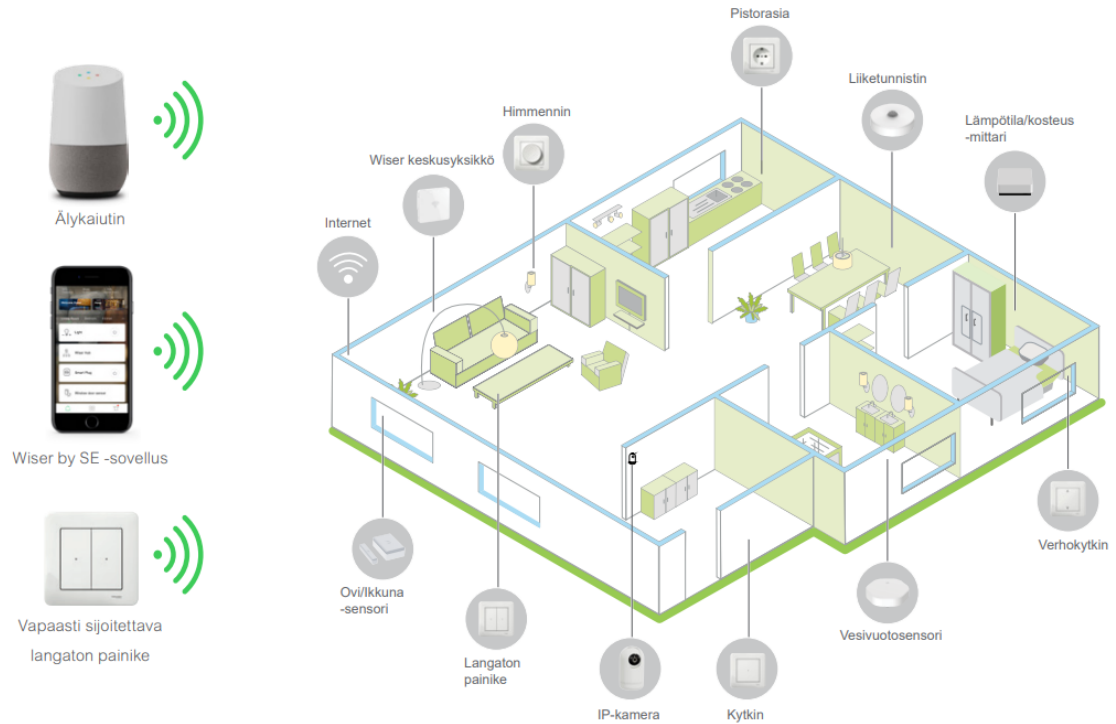 Älykaiutin
Wiser by SE -sovellus
Vapaasti sijoitettava
langaton painike
Pistorasia
Liiketunnistin
Himmennin
Lämpötila/kosteus
-mittari
Wiser keskusyksikkö
Internet
Ovi/Ikkuna
-sensori
Langaton
painike
IP-kamera
Kytkin
Vesivuotosensori
Verhokytkin